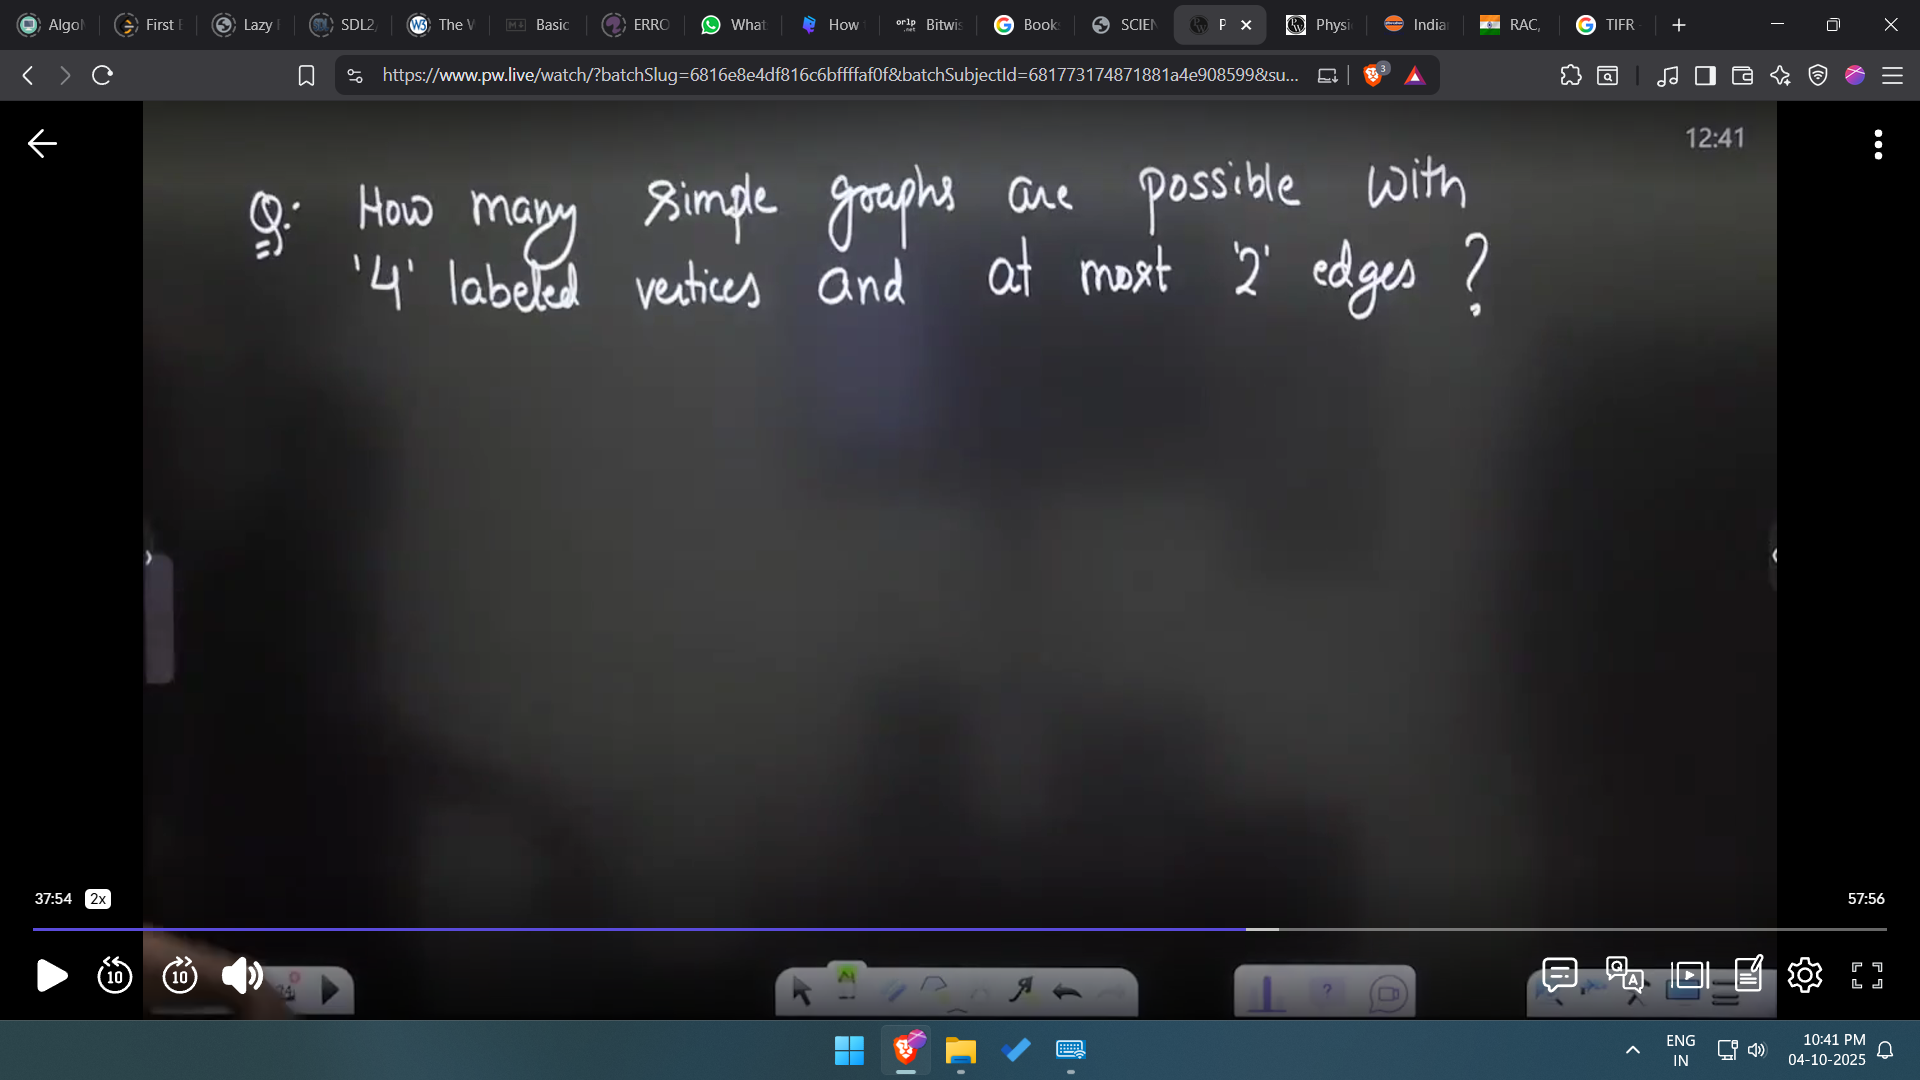 Algo
First E
Lazy
SDL2,
The W
Basic
ERRO
What
How
orlp .net Bitwis
Book
SCIEN
P
Physi
India
RAC,
TIFR
https://www.pw.live/watch/?batchSlug=6816e8e4df816c6bffffaf0f&batchSubjectId=681773174871881a4e908599&su...
3
12:41
Q: How many simple graphs are possible with
'4' labeled vertices and at most '2' edges ?
37:54 2x
57:56
10 10
ENG
IN
10:41 PM
04-10-2025